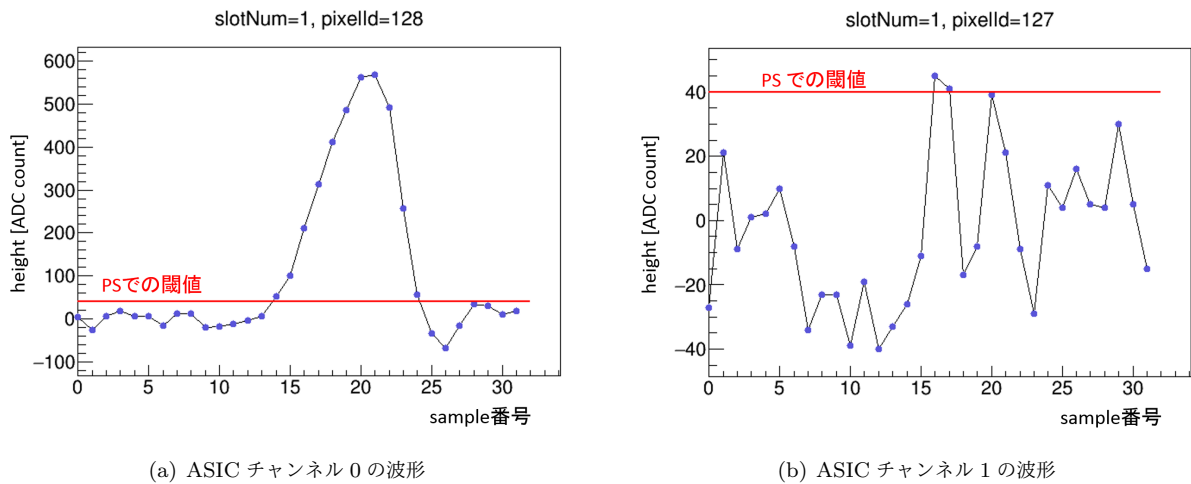 slotNum=1, pixelId=128
height [ADC count]
600
500
400
300
200
100
0
−100
PSでの閾値
0 5 10 15 20 25 30
sample番号
(a) ASIC チャンネル 0 の波形
slotNum=1, pixelId=127
height [ADC count]
40
20
0
−20
−40
PS での閾値
0 5 10 15 20 25 30
sample番号
(b) ASIC チャンネル 1 の波形